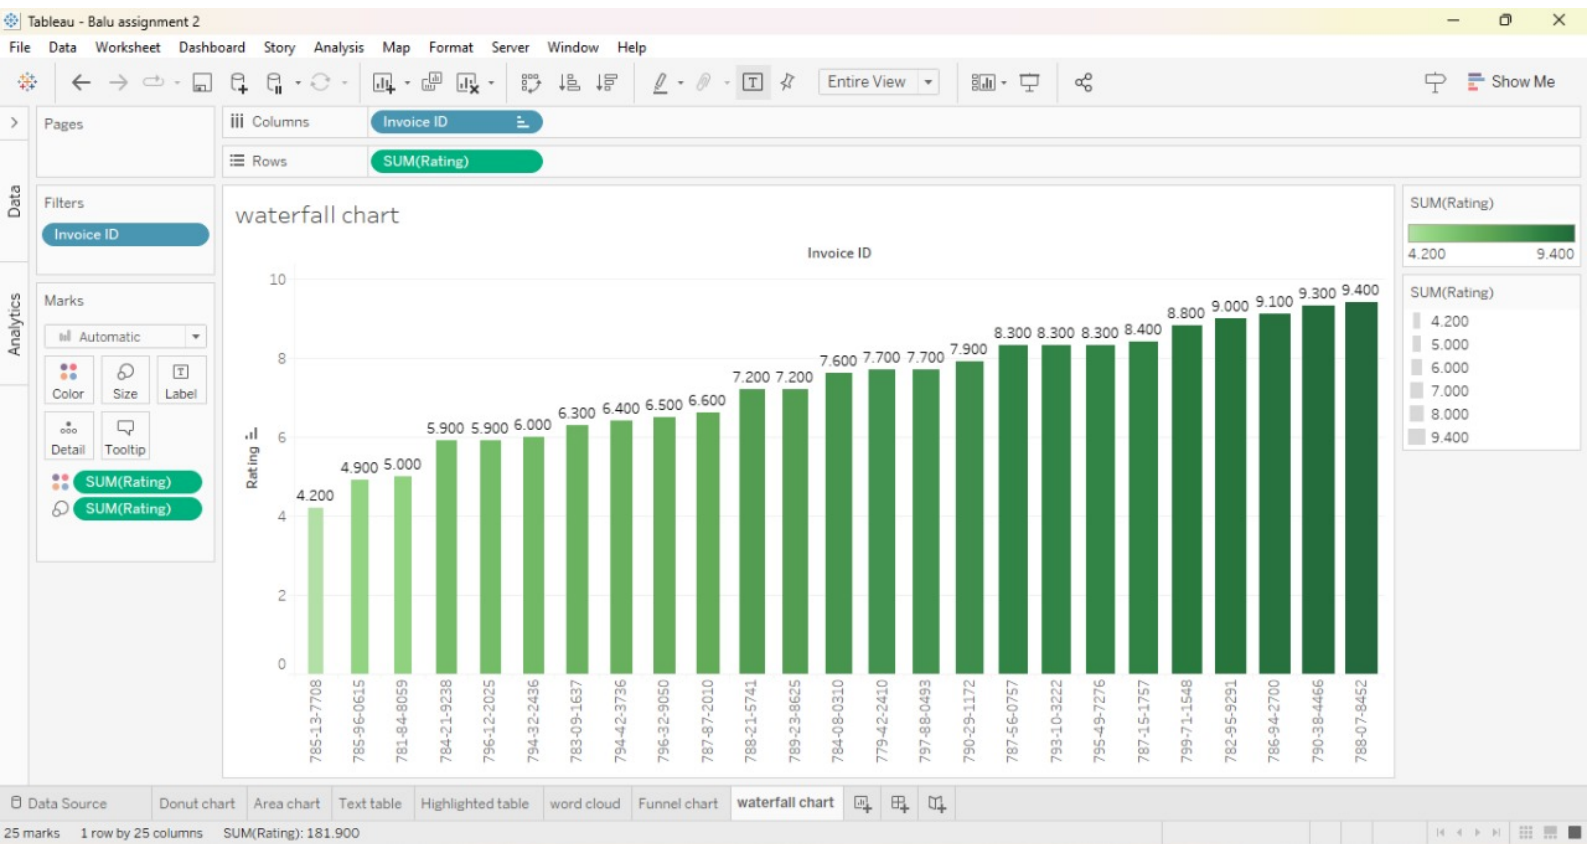 Tableau - Balu assignment 2
File Data Worksheet Dashboard Story Analysis Map Format Server Window Help
Entire View
Show Me
Pages
iii Columns Invoice ID
Rows SUM(Rating)
Data
Analytics
Filters
Invoice ID
Marks
Automatic
Color Size Label
Detail Tooltip
SUM(Rating)
SUM(Rating)
waterfall chart
Invoice ID
Rating
10
8
6
4
2
0
4.200 4.900 5.000 5.900 5.900 6.000 6.300 6.400 6.500 6.600 7.200 7.200 7.600 7.700 7.700 7.900 8.300 8.300 8.300 8.400 8.800 9.000 9.100 9.300 9.400
785-13-7708
785-96-0615
781-84-8059
784-21-9238
796-12-2025
794-32-2436
783-09-1637
794-42-3736
796-32-9050
787-87-2010
788-21-5741
789-23-8625
784-08-0310
779-42-2410
797-88-0493
790-29-1172
787-56-0757
793-10-3222
795-49-7276
787-15-1757
799-71-1548
782-95-9291
786-94-2700
790-38-4466
788-07-8452
SUM(Rating)
4.200 9.400
SUM(Rating)
4.200
5.000
6.000
7.000
8.000
9.400
Data Source Donut chart Area chart Text table Highlighted table word cloud Funnel chart waterfall chart
25 marks 1 row by 25 columns SUM(Rating): 181.900